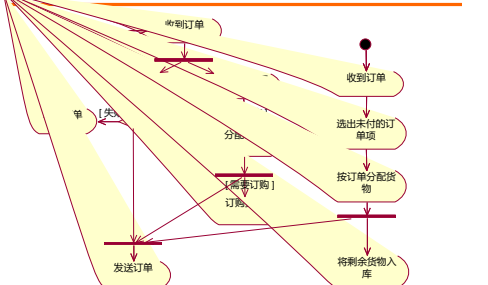 收到订单
收到订单
单
[失
选出未付的订
单项
分配
按订单分配货
物
[需要订购]
订购
将剩余货物入
库
发送订单